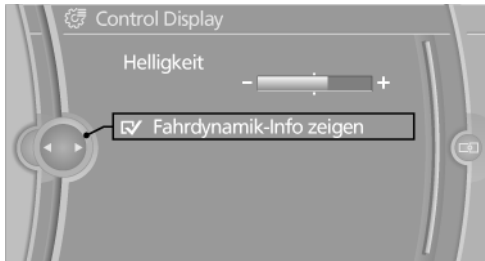 Control Display
Helligkeit
- +
Fahrdynamik-Info zeigen